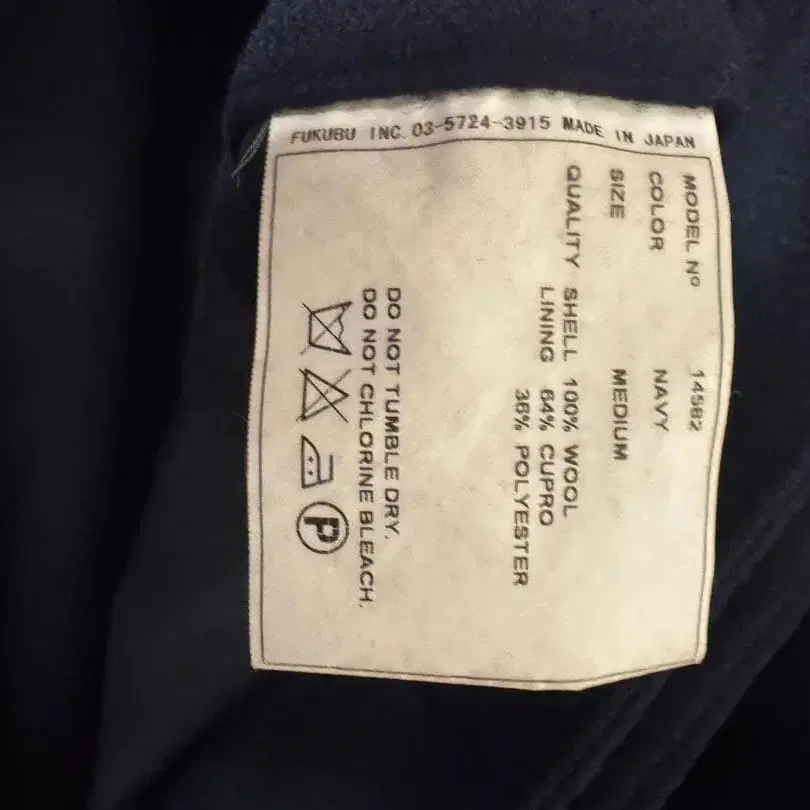 FUKUBU INC. 03-5724-3915 MADE IN JAPAN
MODEL Nº 14582
COLOR NAVY
SIZE MEDIUM
QUALITY SHELL 100% WOOL
LINING 64% CUPRO
36% POLYESTER
DO NOT TUMBLE DRY.
DO NOT CHLORINE BLEACH.
P